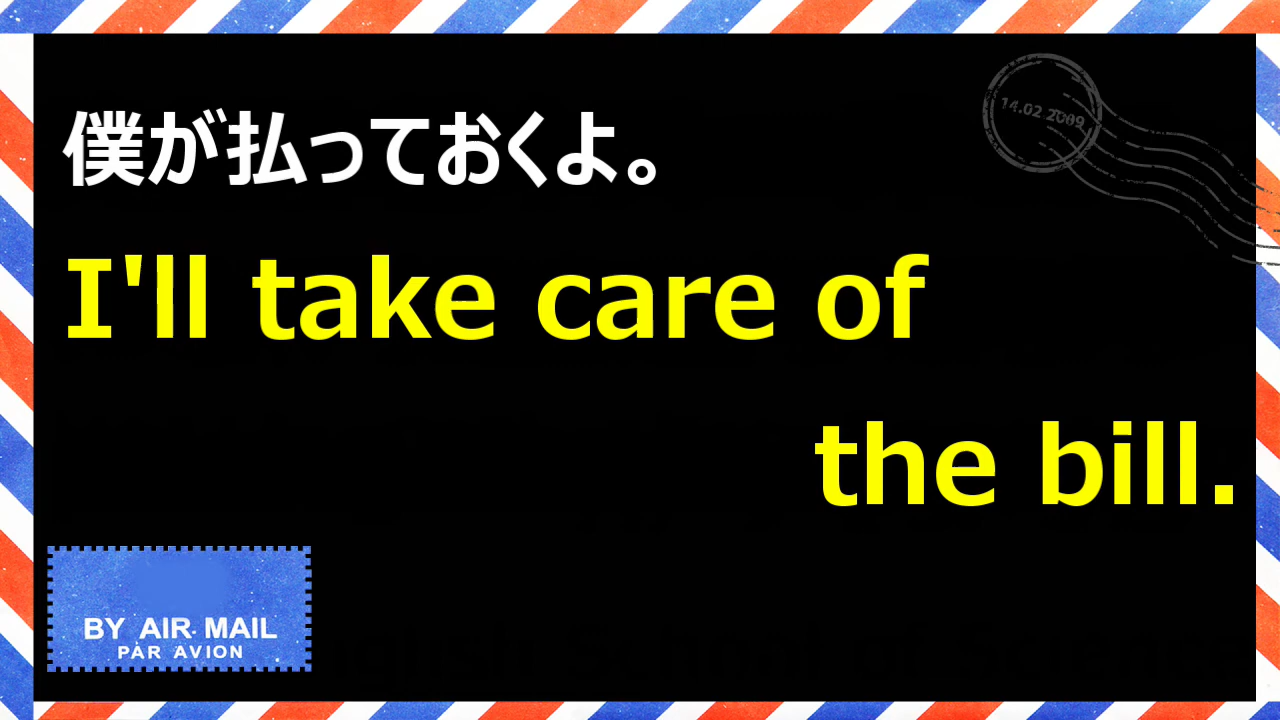 14.02 2009
僕が払っておくよ。
I'll take care of
the bill.
BY AIR MAIL
PAR AVION